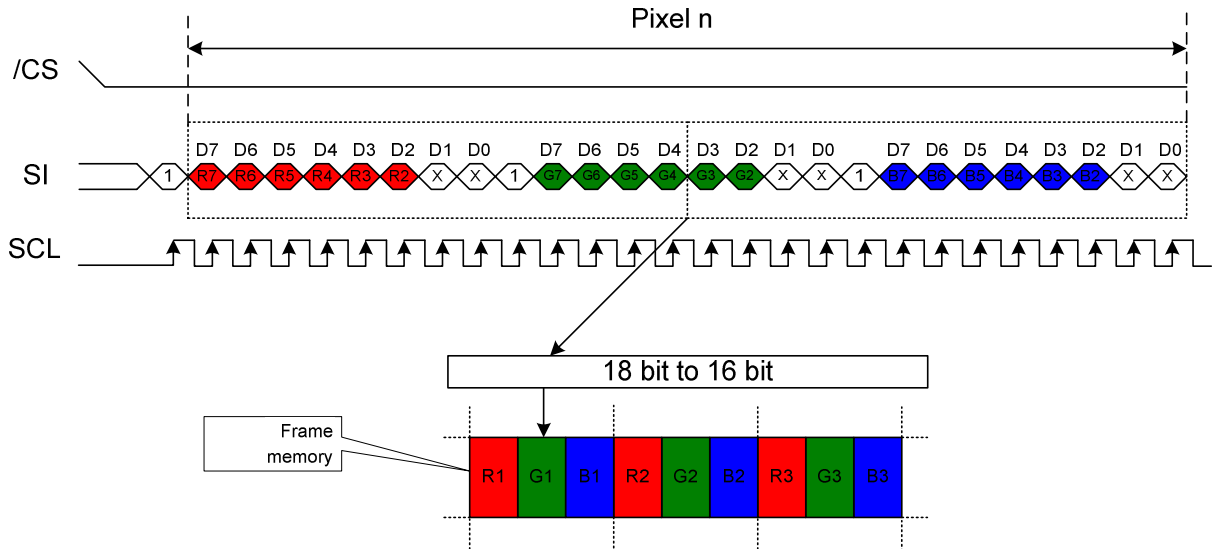 Pixel n
/CS
D7 D6 D5 D4 D3 D2 D1 D0 D7 D6 D5 D4 D3 D2 D1 D0 D7 D6 D5 D4 D3 D2 D1 D0
SI 1 R7 R6 R5 R4 R3 R2 X X 1 G7 G6 G5 G4 G3 G2 X X 1 B7 B6 B5 B4 B3 B2 X X
SCL
18 bit to 16 bit
Frame
memory
R1 G1 B1 R2 G2 B2 R3 G3 B3